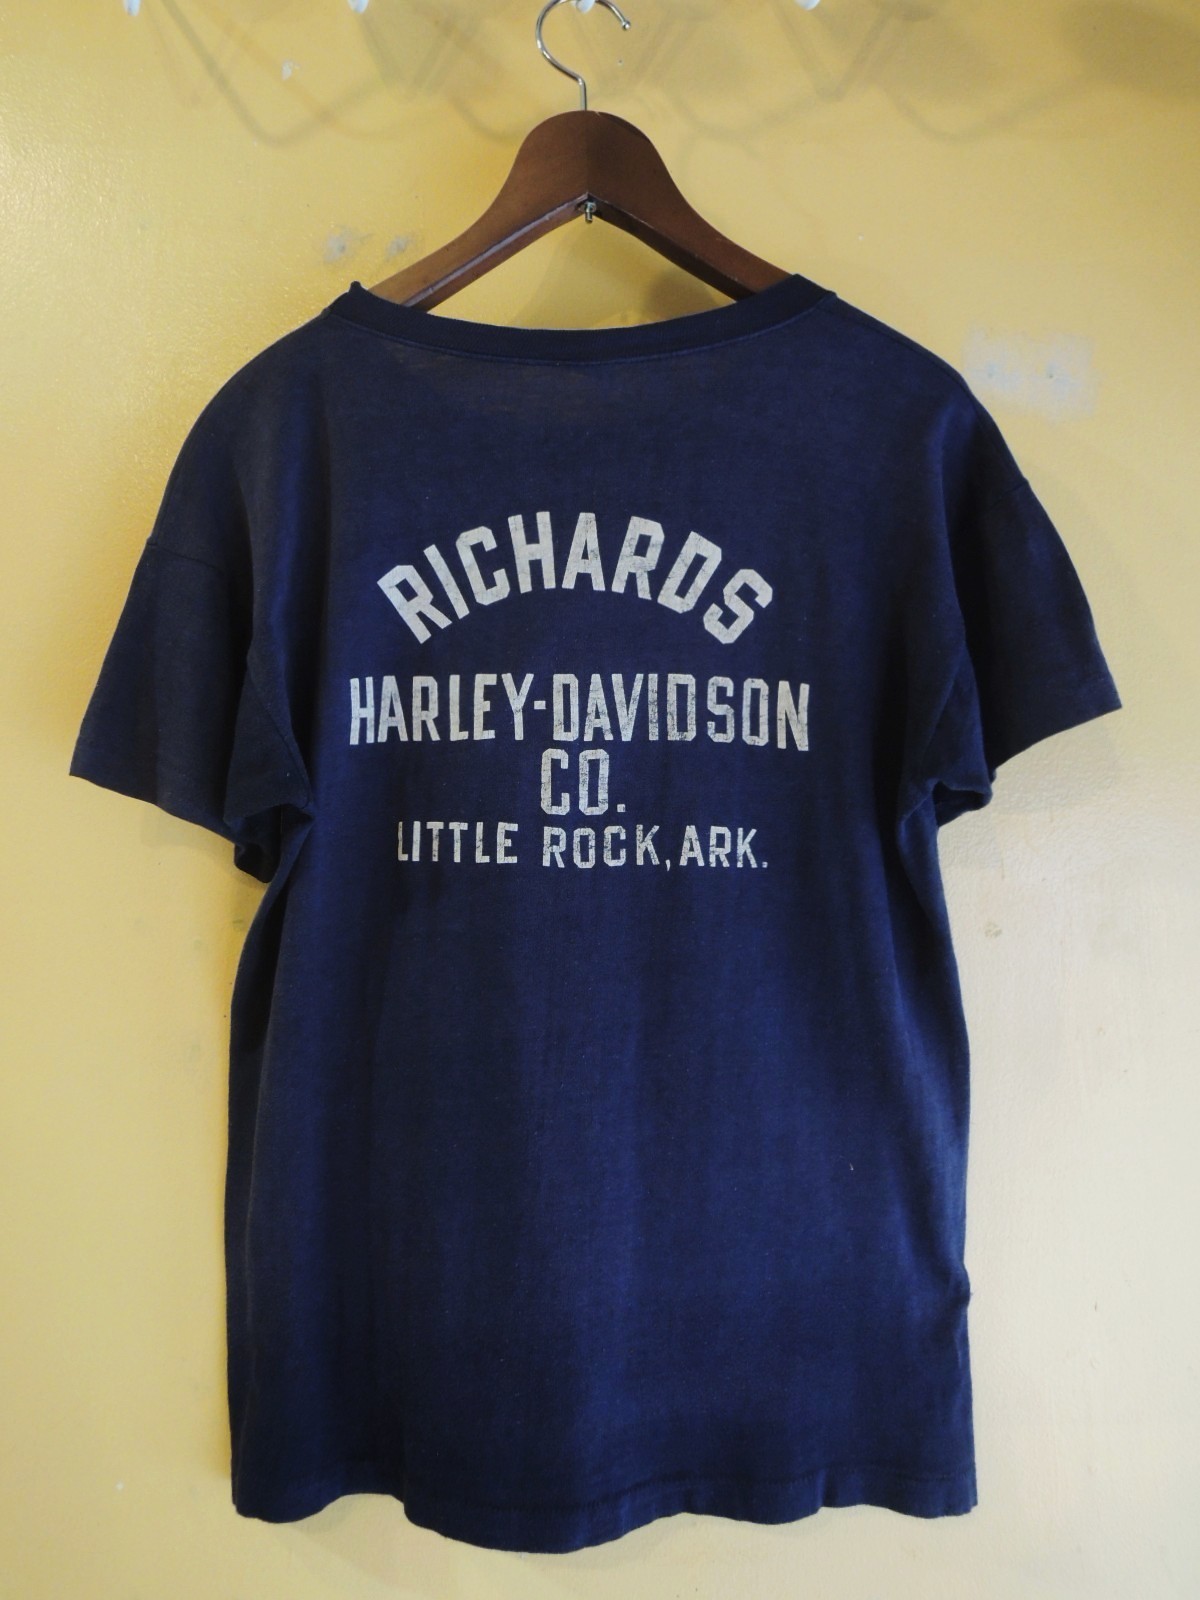 RICHARDS
HARLEY-DAVIDSON
CO.
LITTLE ROCK, ARK.